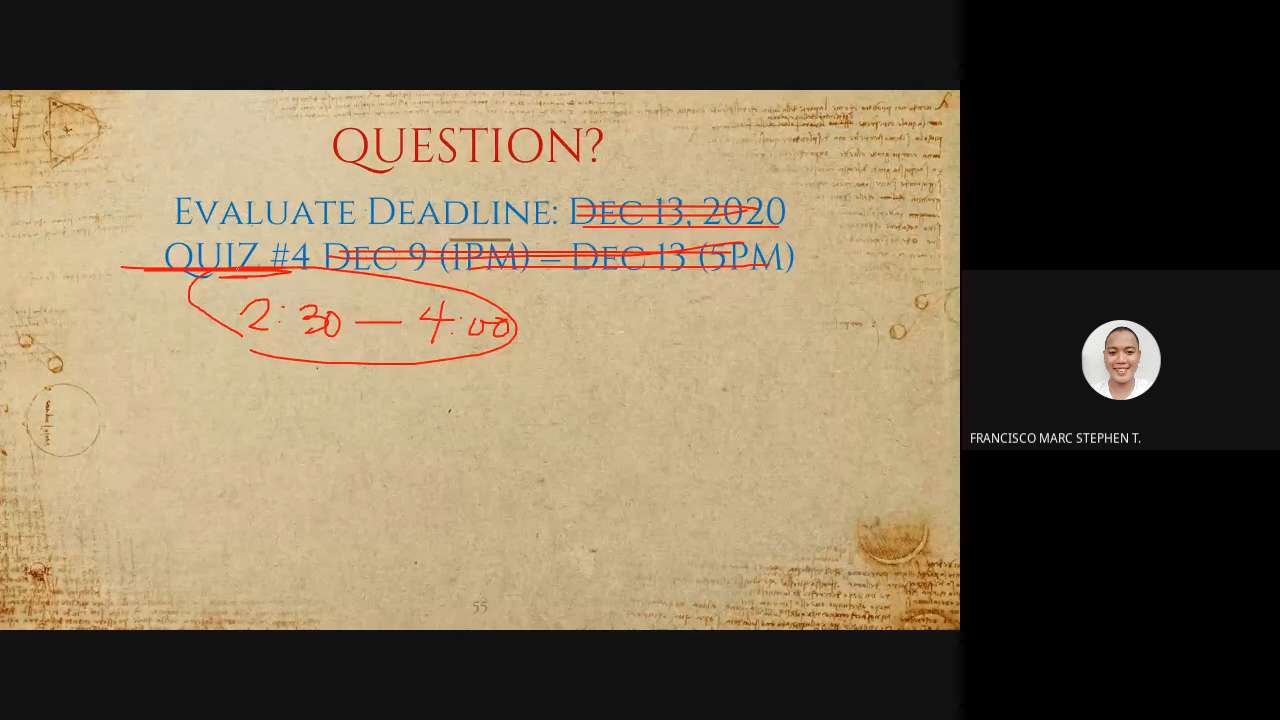 QUESTION?
EVALUATE DEADLINE: DEC 13, 2020
QUIZ #4 DEC 9 (1PM) – DEC 13 (5PM)
2:30 — 4:00
55
FRANCISCO MARC STEPHEN T.